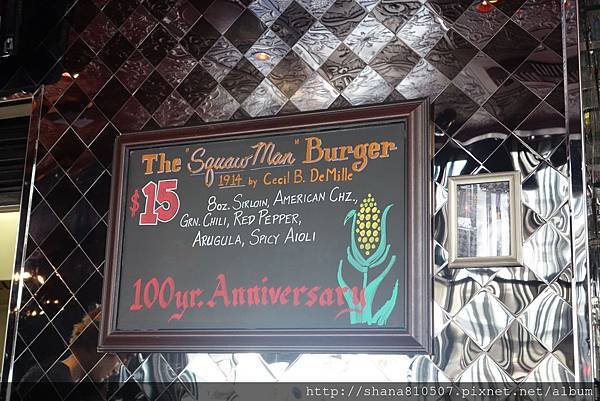 The "Squaw Man" Burger
1914 by Cecil B. DeMille
$15
8oz. Sirloin, American Chz.,
Grn. Chili, Red Pepper,
Arugula, Spicy Aioli
100yr. Anniversary
http://shana810507.pixnet.net/album